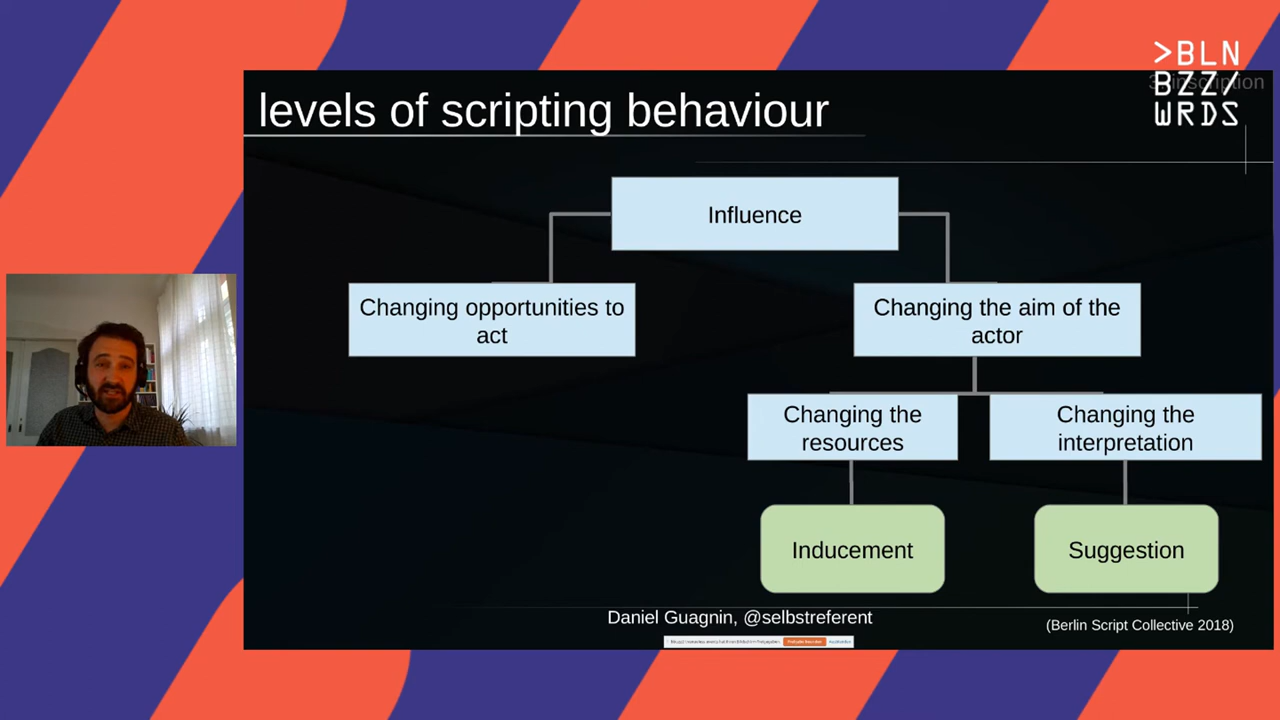 >BLN
BZZ/
WRDS
levels of scripting behaviour
Influence
Changing opportunities to
act
Changing the aim of the
actor
Changing the
resources
Changing the
interpretation
Inducement
Suggestion
Daniel Guagnin, @selbstreferent
(Berlin Script Collective 2018)